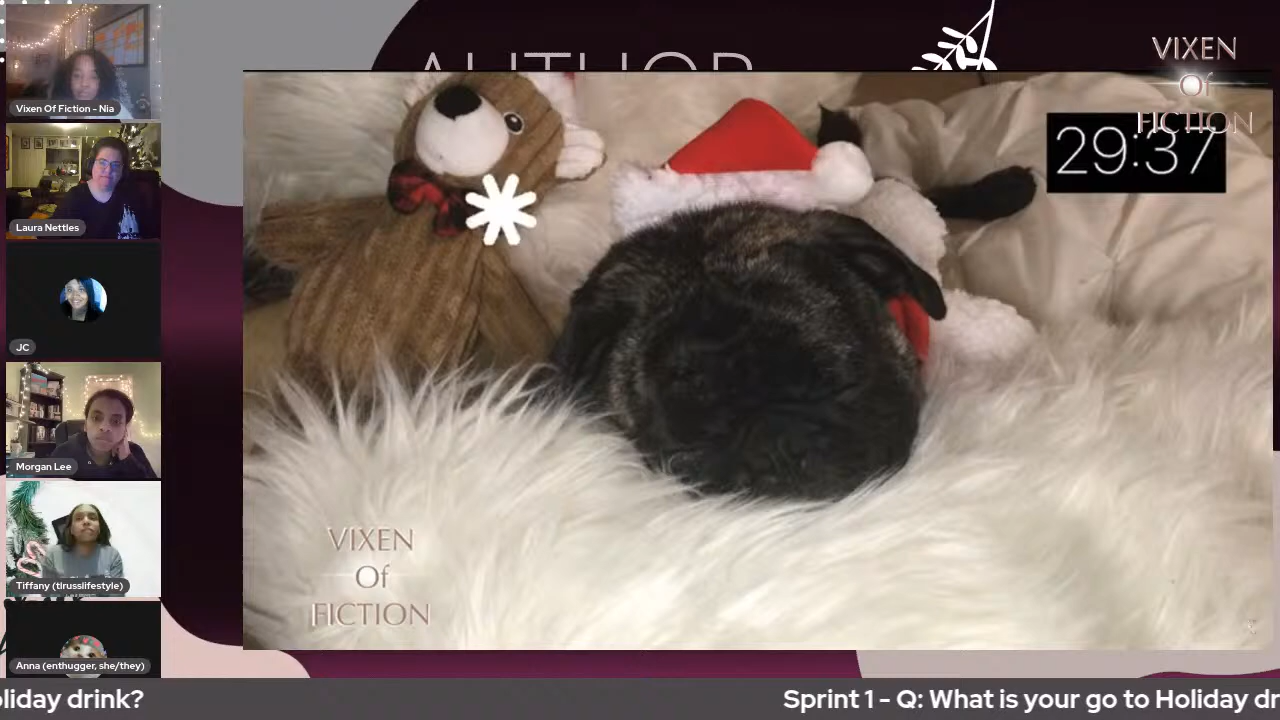 AUTHOR
VIXEN
Of
FICTION
29:37
Vixen Of Fiction - Nia
Laura Nettles
JC
Morgan Lee
Tiffany (tlrusslifestyle)
Anna (enthugger, she/they)
VIXEN
Of
FICTION
oliday drink?
Sprint 1 - Q: What is your go to Holiday dr